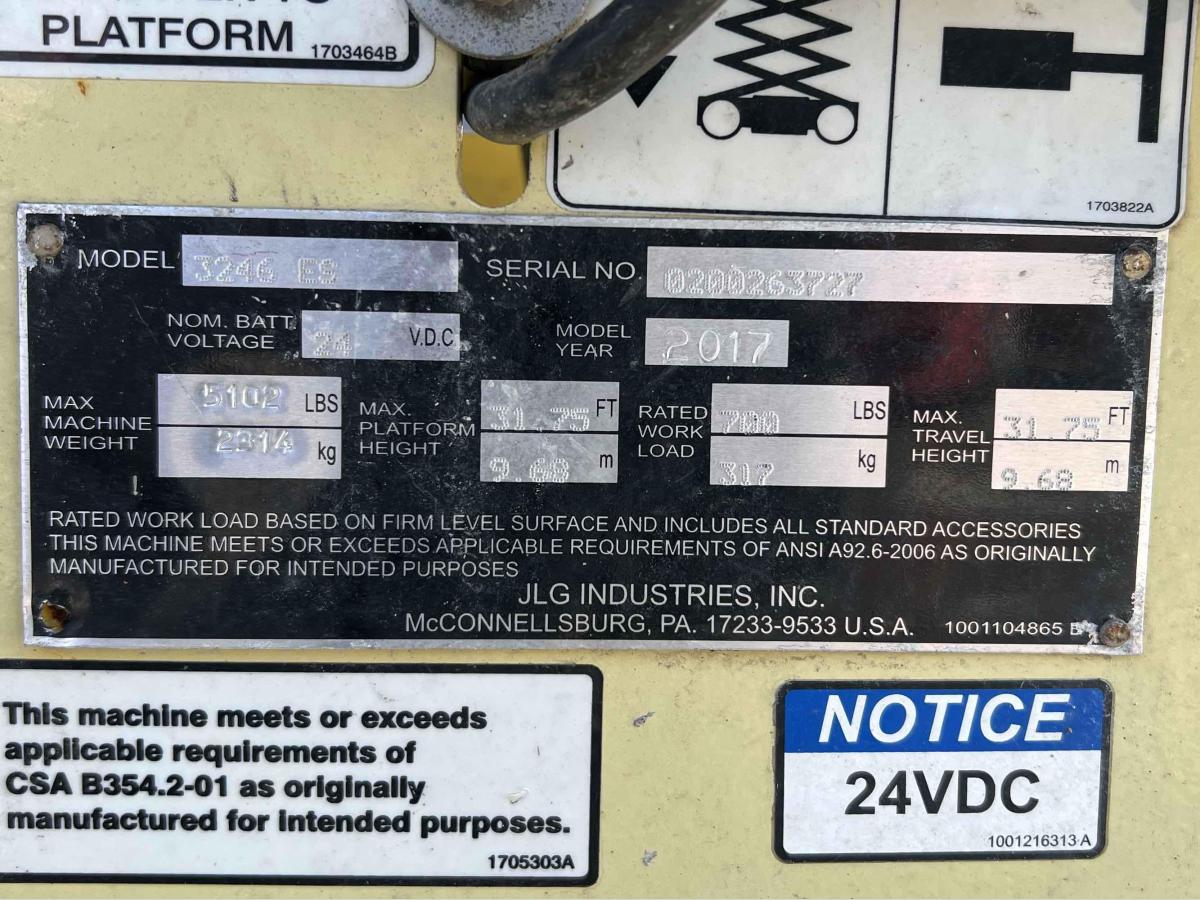 PLATFORM 1703464B
1703822A
MODEL 3246 ES SERIAL NO. 0200263727
NOM. BATT. VOLTAGE 24 V.D.C MODEL YEAR 2017
MAX MACHINE WEIGHT 5102 LBS 2314 kg
MAX. PLATFORM HEIGHT 31.75 FT 9.68 m
RATED WORK LOAD 700 LBS 317 kg
MAX. TRAVEL HEIGHT 31.75 FT 9.68 m
RATED WORK LOAD BASED ON FIRM LEVEL SURFACE AND INCLUDES ALL STANDARD ACCESSORIES
THIS MACHINE MEETS OR EXCEEDS APPLICABLE REQUIREMENTS OF ANSI A92.6-2006 AS ORIGINALLY
MANUFACTURED FOR INTENDED PURPOSES
JLG INDUSTRIES, INC.
McCONNELLSBURG, PA. 17233-9533 U.S.A. 1001104865 B
This machine meets or exceeds
applicable requirements of
CSA B354.2-01 as originally
manufactured for intended purposes.
1705303A
NOTICE
24VDC
1001216313 A